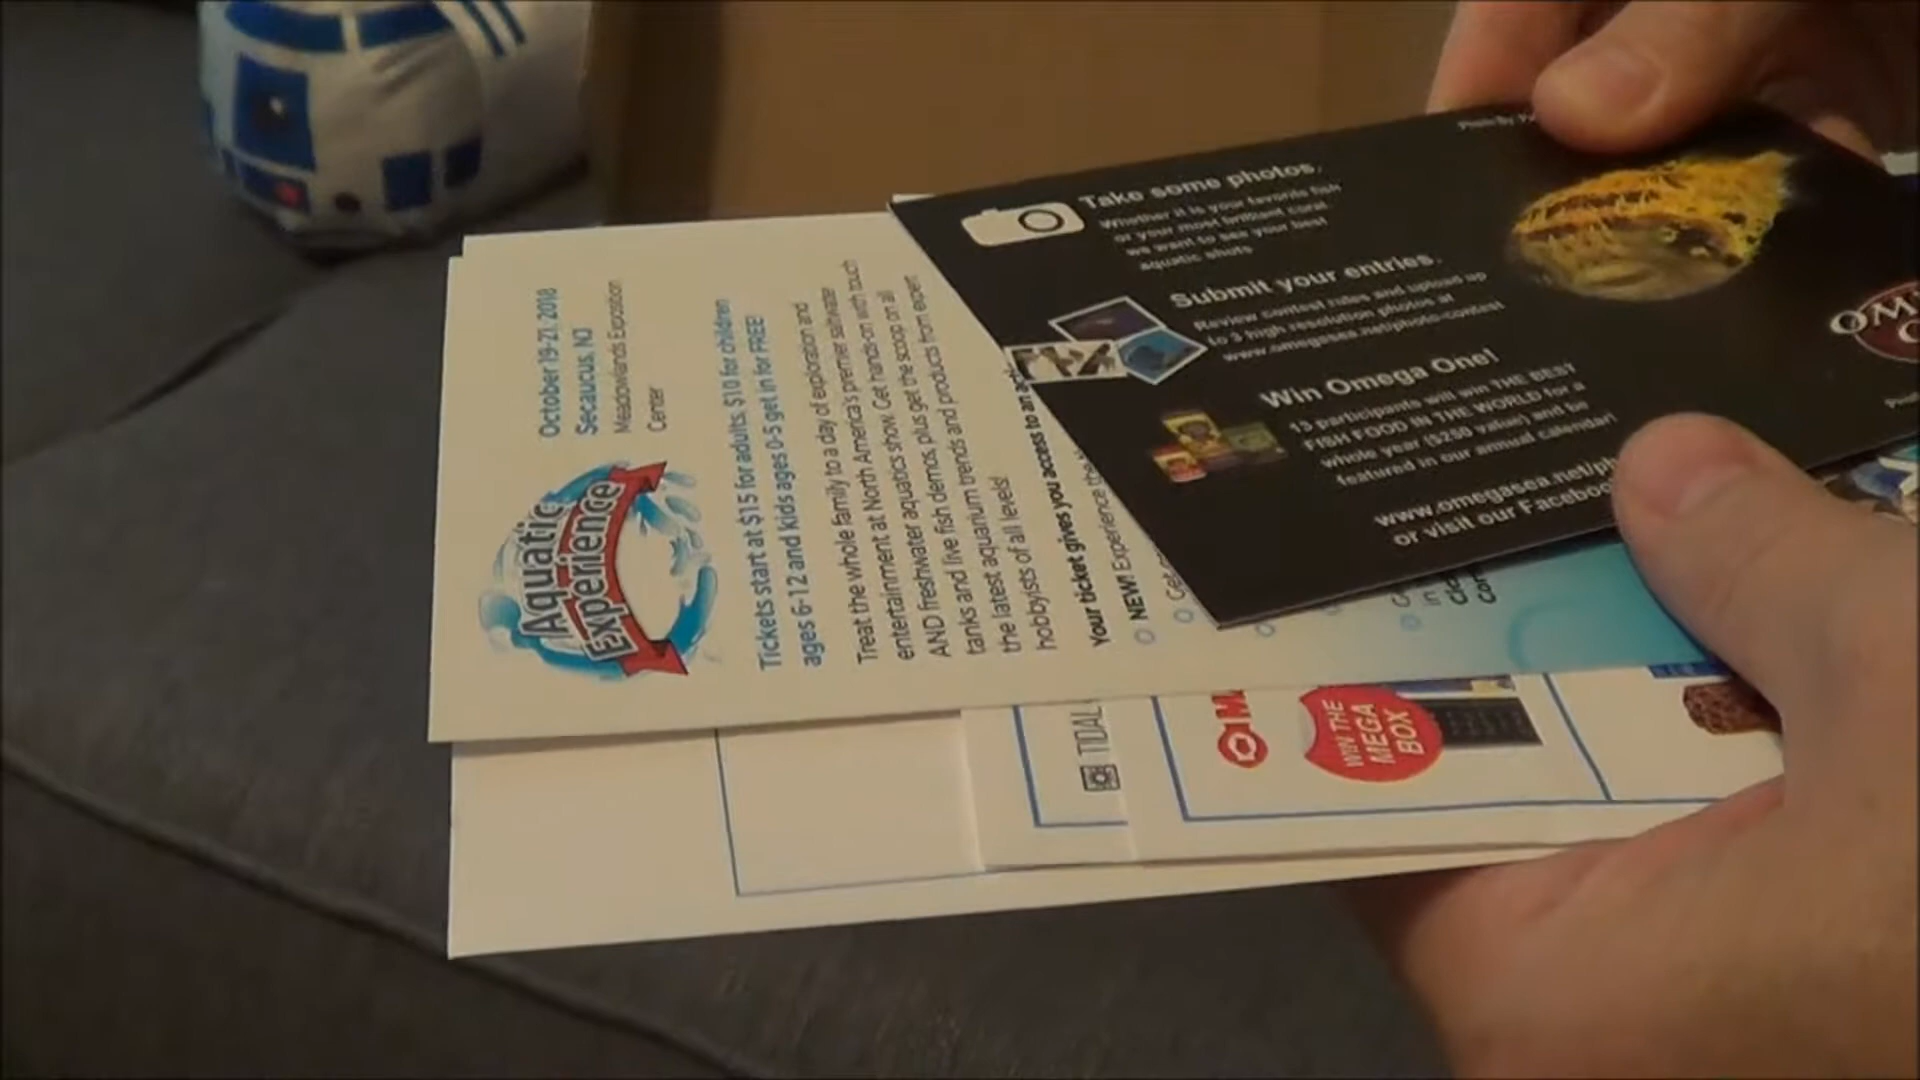 Take some photos.
Whether it is your favorite fish
or your most brilliant coral
we want to see your best
aquatic shots
Submit your entries.
Review contest rules and upload up
to 3 high resolution photos at
www.omegasea.net/photo-contest
Win Omega One!
13 participants will win THE BEST
FISH FOOD IN THE WORLD for a
whole year ($250 value) and be
featured in our annual calendar!
www.omegasea.net/ph
or visit our Faceboo
Photo By:
Aquatic
Experience
October 19-21, 2018
Secaucus, NJ
Meadowlands Exposition
Center
Tickets start at $15 for adults, $10 for children
ages 6-12 and kids ages 0-5 get in for FREE!
Treat the whole family to a day of exploration and
entertainment at North America's premier saltwater
AND freshwater aquatics show. Get hands-on with touch
tanks and live fish demos, plus get the scoop on all
the latest aquarium trends and products from expert
hobbyists of all levels!
Your ticket gives you access to an
NEW! Experience the
Get
in
TIDAL
WIN THE
MEGA
BOX